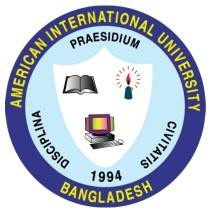 AMERICAN INTERNATIONAL UNIVERSITY
PRAESIDIUM
DISCIPLINA
CIVITATIS
1994
BANGLADESH